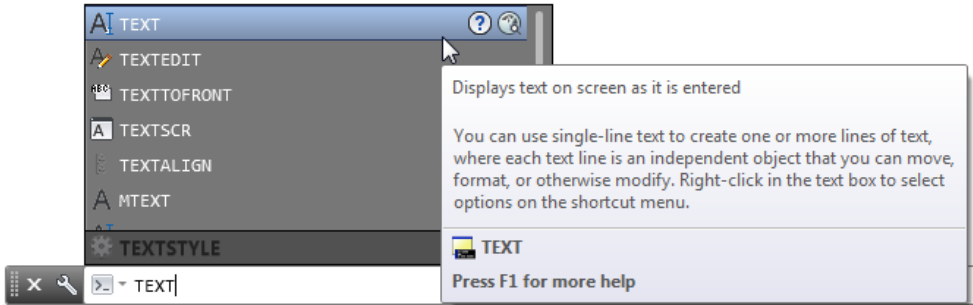 TEXT
TEXTEDIT
TEXTTOFRONT
TEXTSCR
TEXTALIGN
MTEXT
TEXTSTYLE
TEXT
Displays text on screen as it is entered
You can use single-line text to create one or more lines of text,
where each text line is an independent object that you can move,
format, or otherwise modify. Right-click in the text box to select
options on the shortcut menu.
TEXT
Press F1 for more help